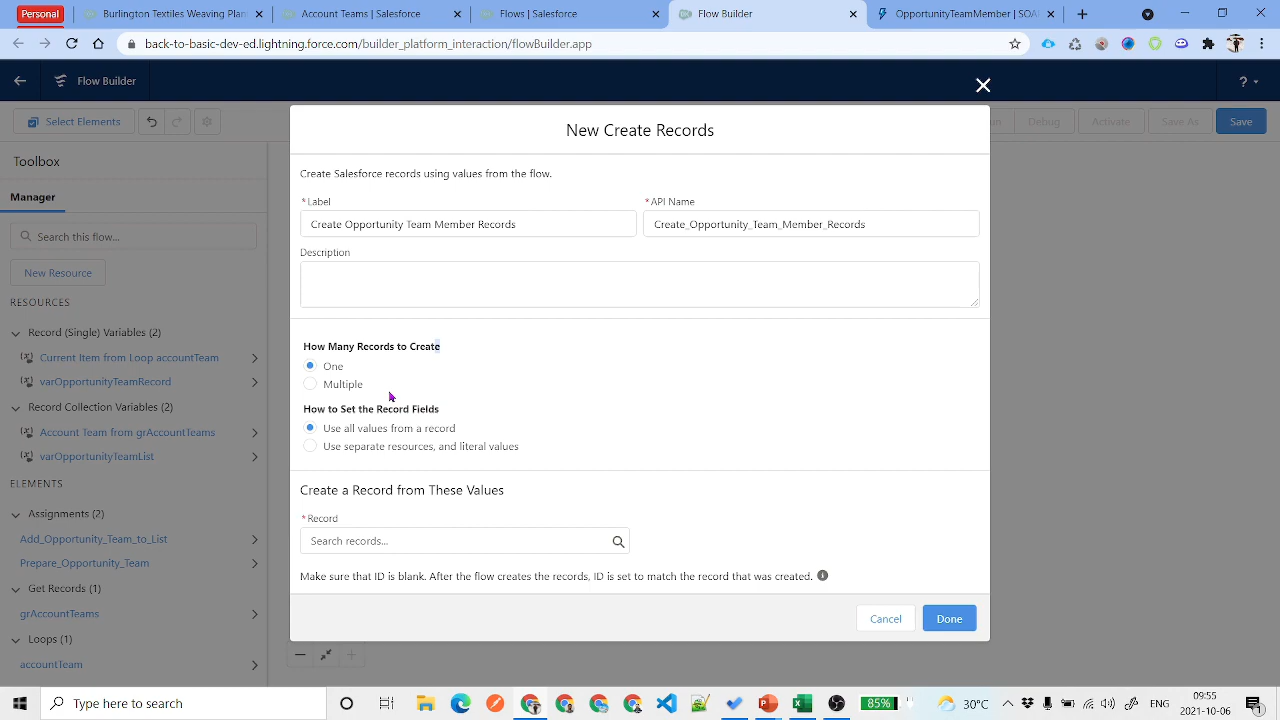 Personal
Burlington Textiles Weaving Plan
Account Teams | Salesforce
Flows | Salesforce
Flow Builder
OpportunityTeamMember | SOA
back-to-basic-dev-ed.lightning.force.com/builder_platform_interaction/flowBuilder.app
Flow Builder
?
Select Elements
Debug
Activate
Save As
Save
New Create Records
Toolbox
Manager
Search this flow...
New Resource
RESOURCES
Record (Single) Variables (2)
Current Item from Loop accountTeam
varOpportunityTeamRecord
Record Collection Variables (2)
Account Team from grAccountTeams
varOpportunityTeamList
ELEMENTS
Assignments (2)
Add_Opportunity_Team_to_List
Prepare_Opportunity_Team
Get Records (1)
grAccountTeams
Loops (1)
accountTeam
Create Salesforce records using values from the flow.
* Label
* API Name
Create Opportunity Team Member Records
Create_Opportunity_Team_Member_Records
Description
How Many Records to Create
One
Multiple
How to Set the Record Fields
Use all values from a record
Use separate resources, and literal values
Create a Record from These Values
* Record
Search records...
Make sure that ID is blank. After the flow creates the records, ID is set to match the record that was created.
Cancel
Done
Type here to search
85%
30°C
ENG
09:55
2021-10-06